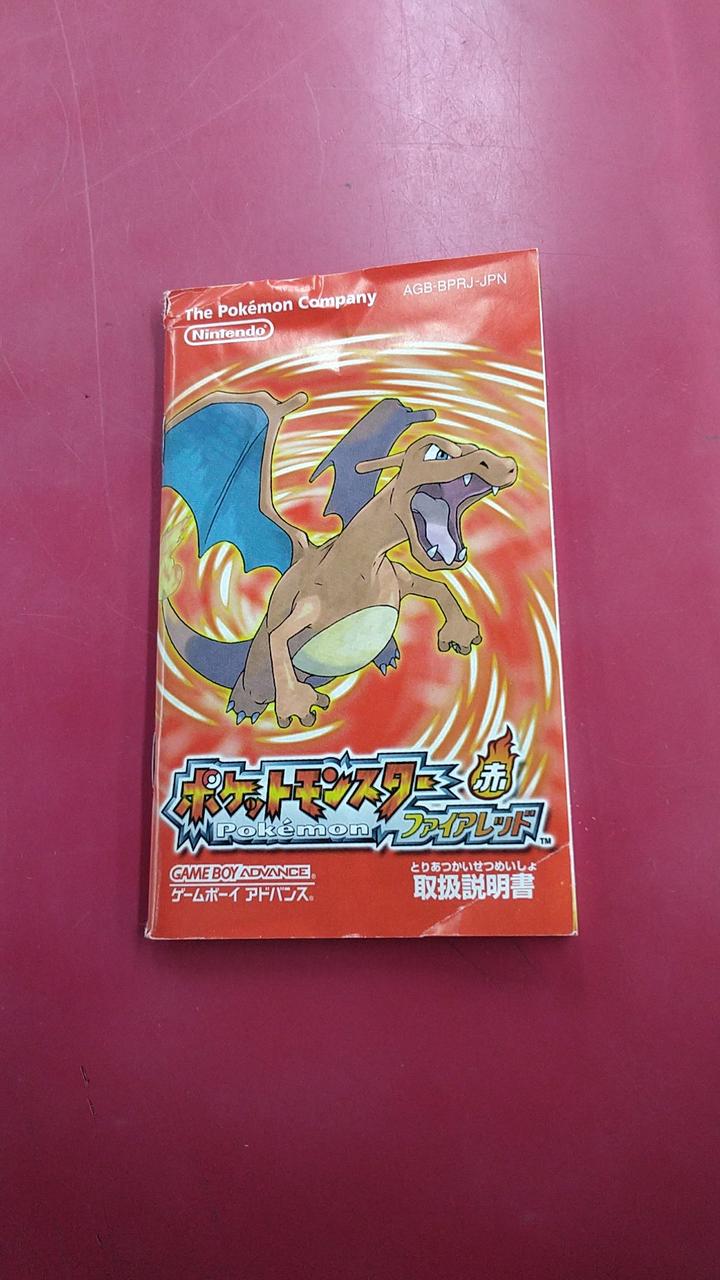 The Pokémon Company
AGB-BPRJ-JPN
Nintendo
ポケットモンスター
赤
Pokémon
ファイアレッド™
GAME BOY ADVANCE®
ゲームボーイ アドバンス®
とりあつかいせつめいしょ
取扱説明書